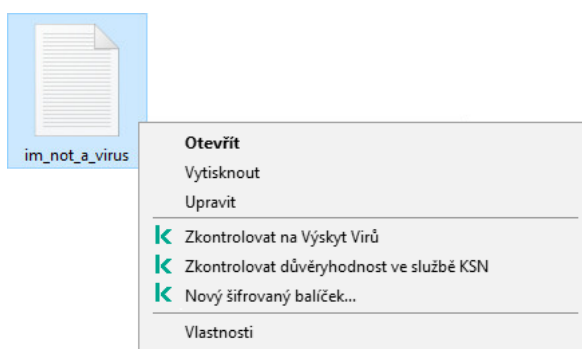 im_not_a_virus
Otevřít
Vytisknout
Upravit
Zkontrolovat na Výskyt Virů
Zkontrolovat důvěryhodnost ve službě KSN
Nový šifrovaný balíček...
Vlastnosti